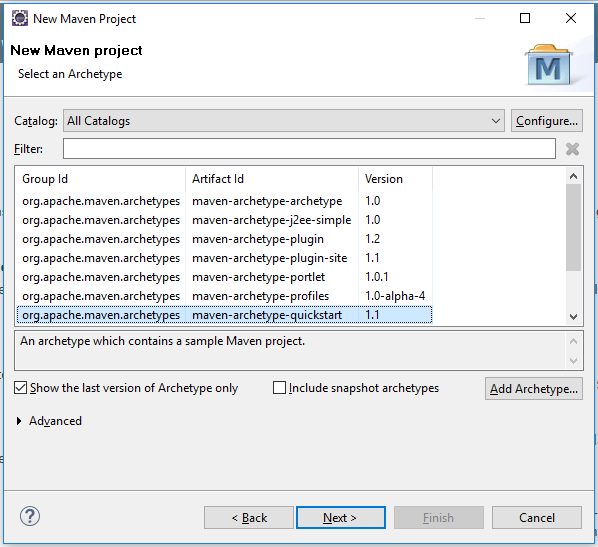 New Maven Project
New Maven project
Select an Archetype
M
Catalog: All Catalogs Configure...
Filter:
Group Id Artifact Id Version
org.apache.maven.archetypes maven-archetype-archetype 1.0
org.apache.maven.archetypes maven-archetype-j2ee-simple 1.0
org.apache.maven.archetypes maven-archetype-plugin 1.2
org.apache.maven.archetypes maven-archetype-plugin-site 1.1
org.apache.maven.archetypes maven-archetype-portlet 1.0.1
org.apache.maven.archetypes maven-archetype-profiles 1.0-alpha-4
org.apache.maven.archetypes maven-archetype-quickstart 1.1
An archetype which contains a sample Maven project.
Show the last version of Archetype only Include snapshot archetypes Add Archetype...
Advanced
? < Back Next > Finish Cancel